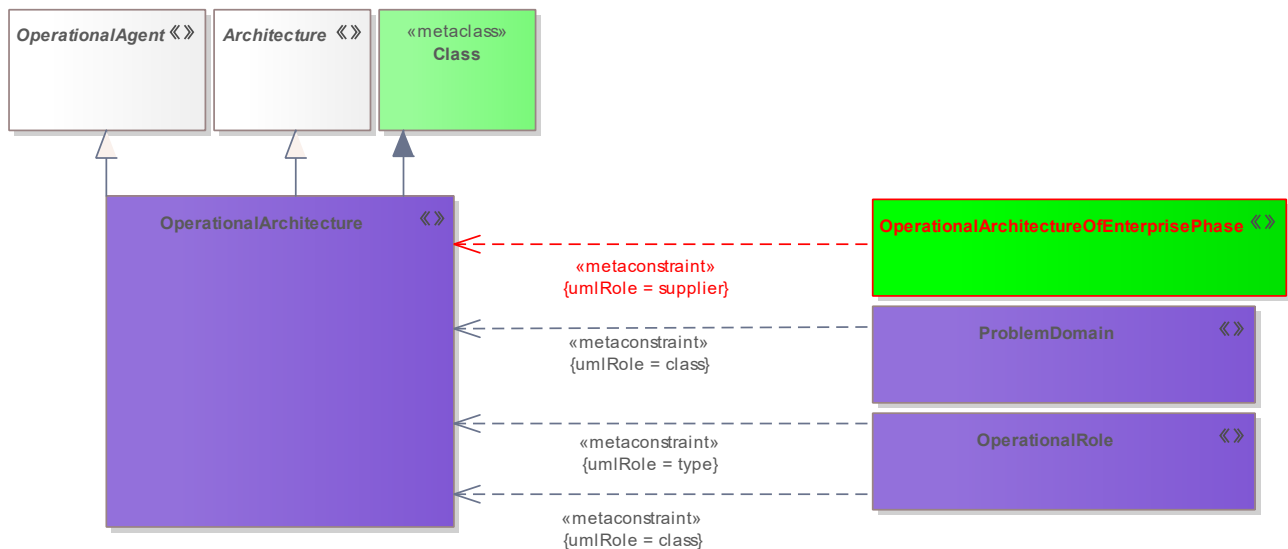 OperationalAgent «»
Architecture «»
«metaclass»
Class
OperationalArchitecture «»
OperationalArchitectureOfEnterprisePhase «»
«metaconstraint»
{umlRole = supplier}
ProblemDomain «»
«metaconstraint»
{umlRole = class}
OperationalRole «»
«metaconstraint»
{umlRole = type}
«metaconstraint»
{umlRole = class}